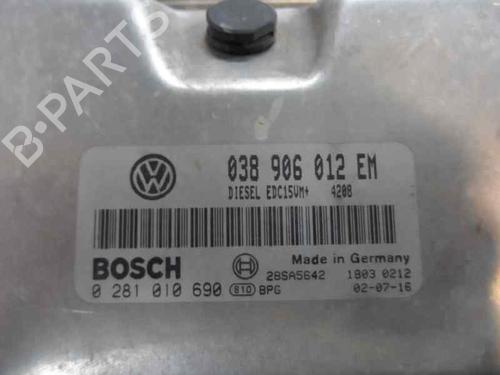 B-PARTS
038 906 012 EM
DIESEL EDC15VM+ 4208
BOSCH
Made in Germany
28SA5642 1803 0212
0 281 010 690 810 BPG 02-07-16